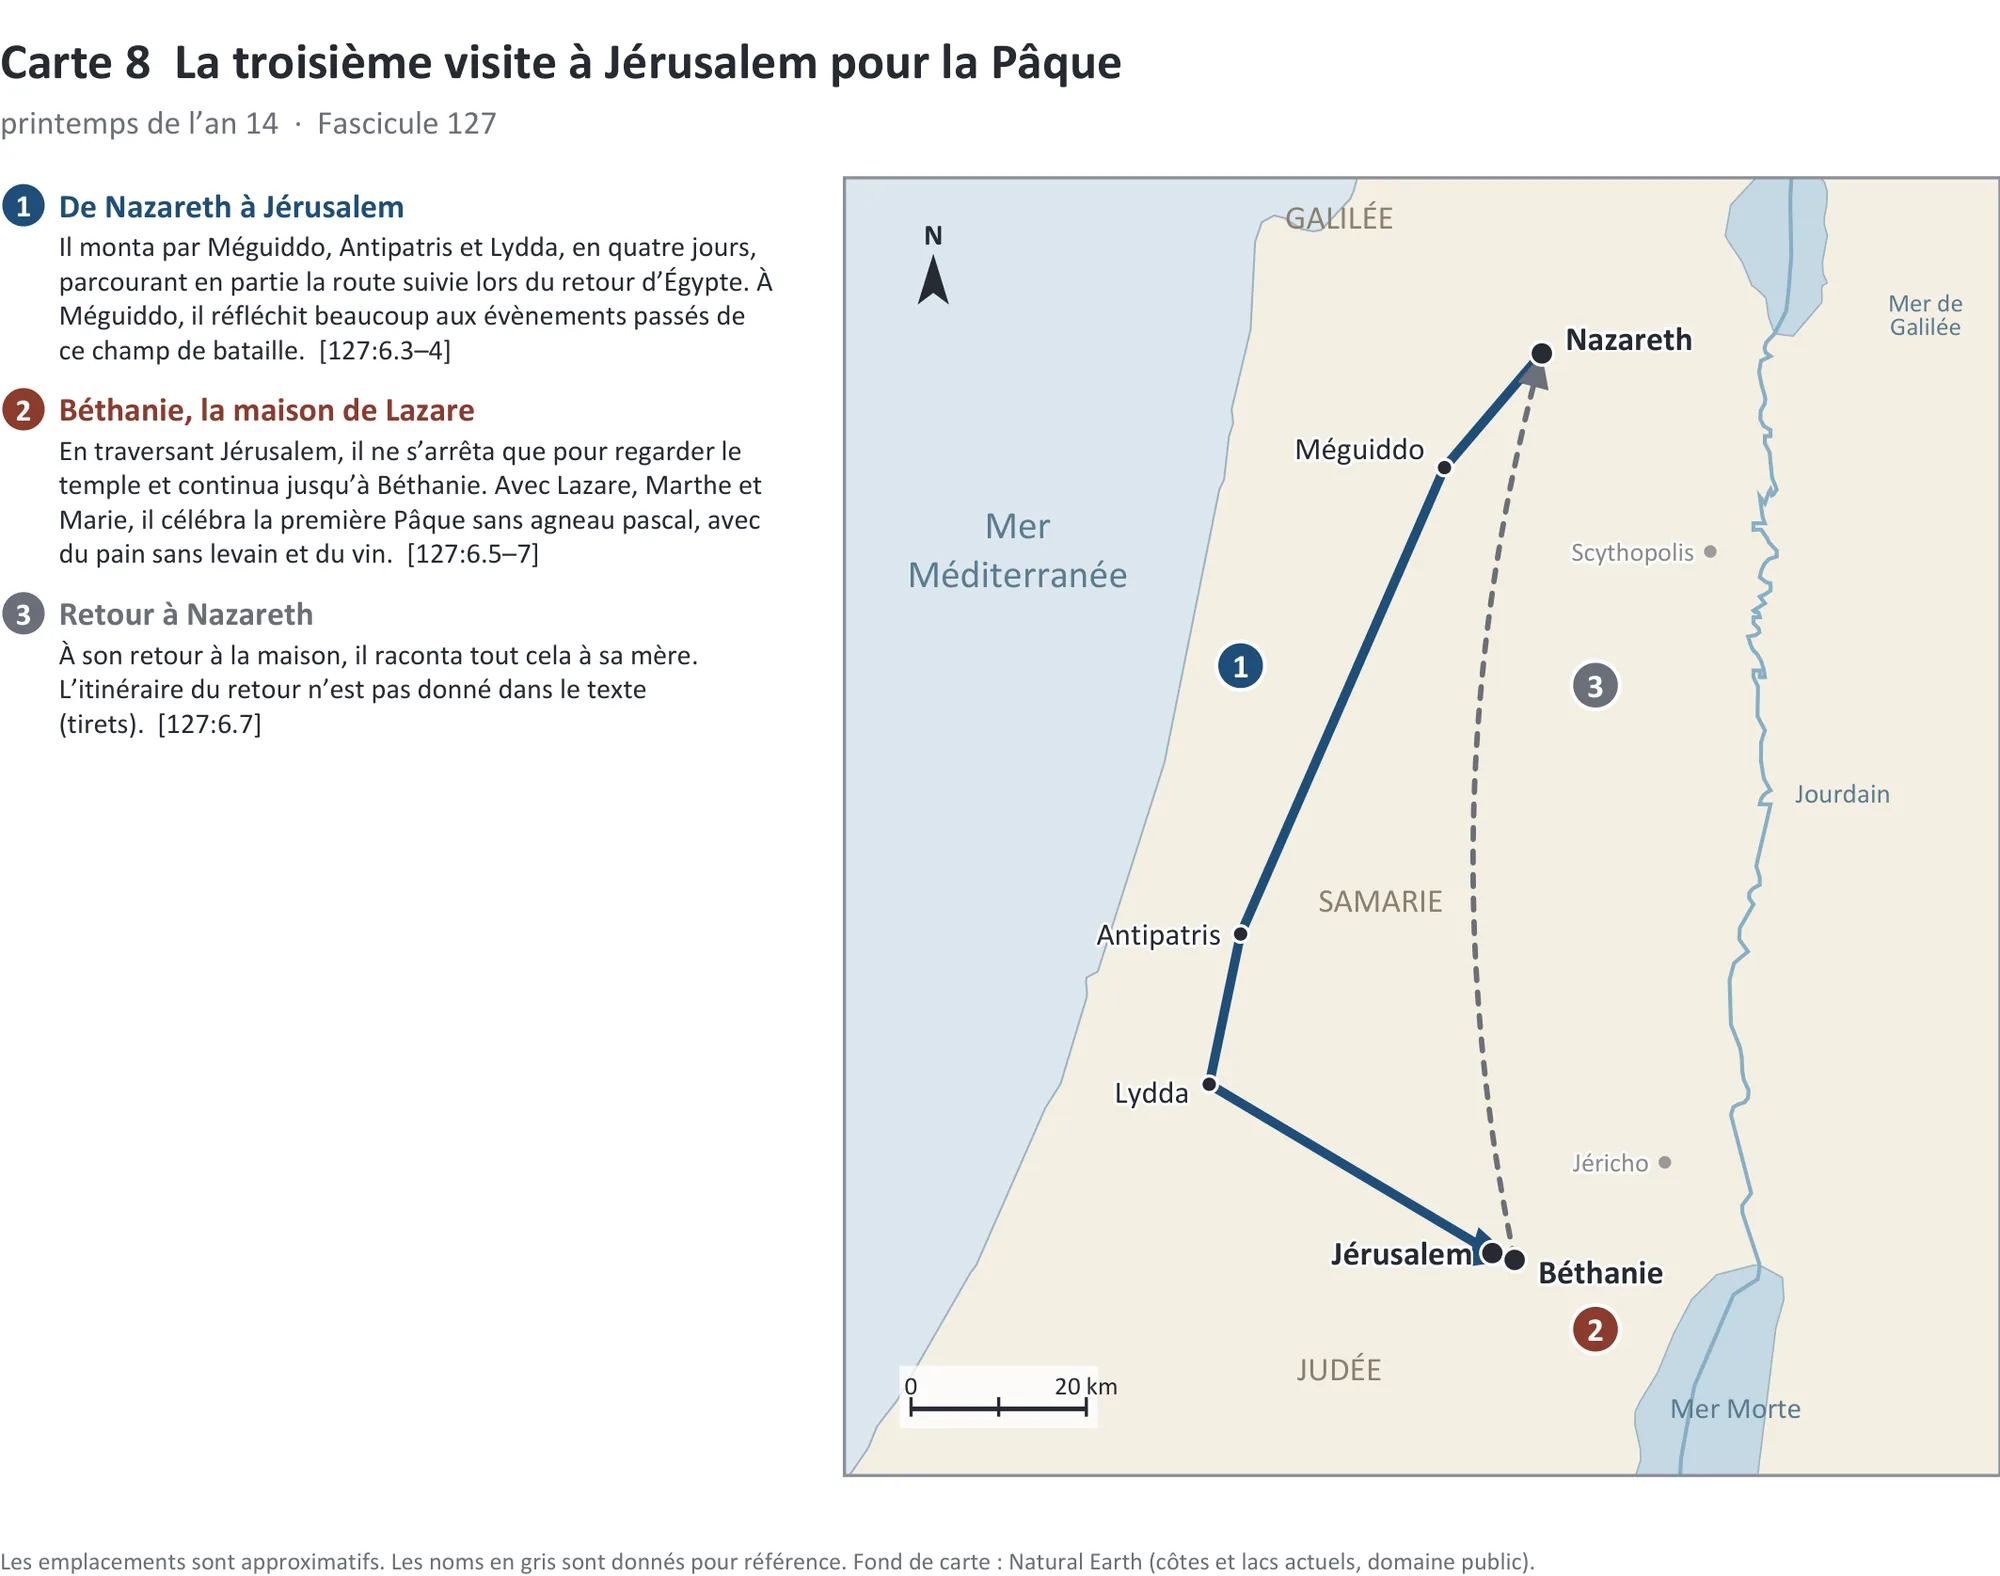 Carte 8  La troisième visite à Jérusalem pour la Pâque
printemps de l’an 14 · Fascicule 127
1 De Nazareth à Jérusalem
Il monta par Méguiddo, Antipatris et Lydda, en quatre jours,
parcourant en partie la route suivie lors du retour d’Égypte. À
Méguiddo, il réfléchit beaucoup aux évènements passés de
ce champ de bataille. [127:6.3–4]
2 Béthanie, la maison de Lazare
En traversant Jérusalem, il ne s’arrêta que pour regarder le
temple et continua jusqu’à Béthanie. Avec Lazare, Marthe et
Marie, il célébra la première Pâque sans agneau pascal, avec
du pain sans levain et du vin. [127:6.5–7]
3 Retour à Nazareth
À son retour à la maison, il raconta tout cela à sa mère.
L’itinéraire du retour n’est pas donné dans le texte
(tirets). [127:6.7]
GALILÉE
N
Mer de
Galilée
Nazareth
Méguiddo
Mer
Méditerranée
Scythopolis
1
3
Jourdain
SAMARIE
Antipatris
Lydda
Jéricho
Jérusalem
Béthanie
2
JUDÉE
0 20 km
Mer Morte
Les emplacements sont approximatifs. Les noms en gris sont donnés pour référence. Fond de carte : Natural Earth (côtes et lacs actuels, domaine public).